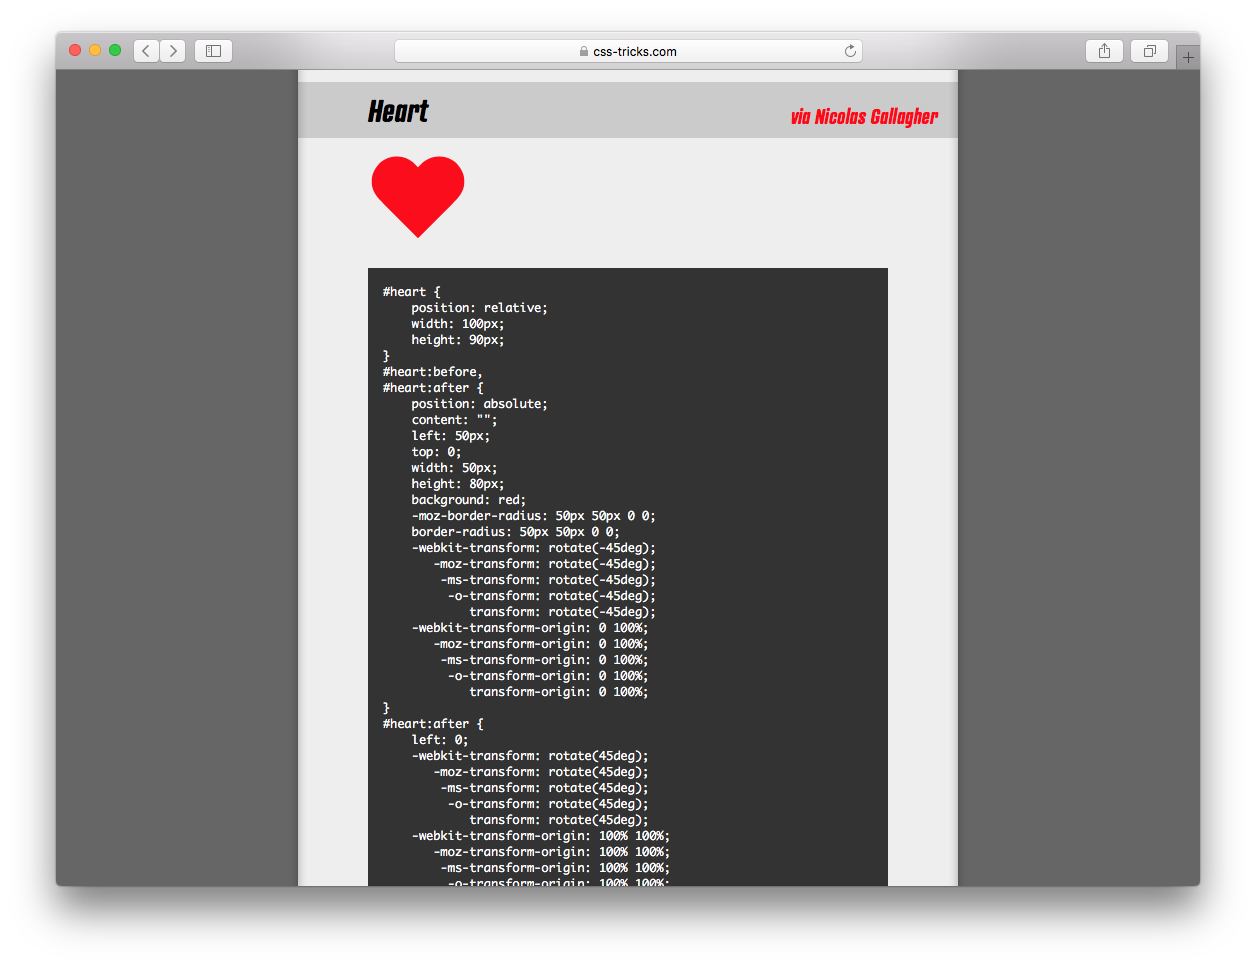 css-tricks.com
Heart
via Nicolas Gallagher
#heart {
    position: relative;
    width: 100px;
    height: 90px;
}
#heart:before,
#heart:after {
    position: absolute;
    content: "";
    left: 50px;
    top: 0;
    width: 50px;
    height: 80px;
    background: red;
    -moz-border-radius: 50px 50px 0 0;
    border-radius: 50px 50px 0 0;
    -webkit-transform: rotate(-45deg);
       -moz-transform: rotate(-45deg);
        -ms-transform: rotate(-45deg);
         -o-transform: rotate(-45deg);
            transform: rotate(-45deg);
    -webkit-transform-origin: 0 100%;
       -moz-transform-origin: 0 100%;
        -ms-transform-origin: 0 100%;
         -o-transform-origin: 0 100%;
            transform-origin: 0 100%;
}
#heart:after {
    left: 0;
    -webkit-transform: rotate(45deg);
       -moz-transform: rotate(45deg);
        -ms-transform: rotate(45deg);
         -o-transform: rotate(45deg);
            transform: rotate(45deg);
    -webkit-transform-origin: 100% 100%;
       -moz-transform-origin: 100% 100%;
        -ms-transform-origin: 100% 100%;
         -o-transform-origin: 100% 100%;